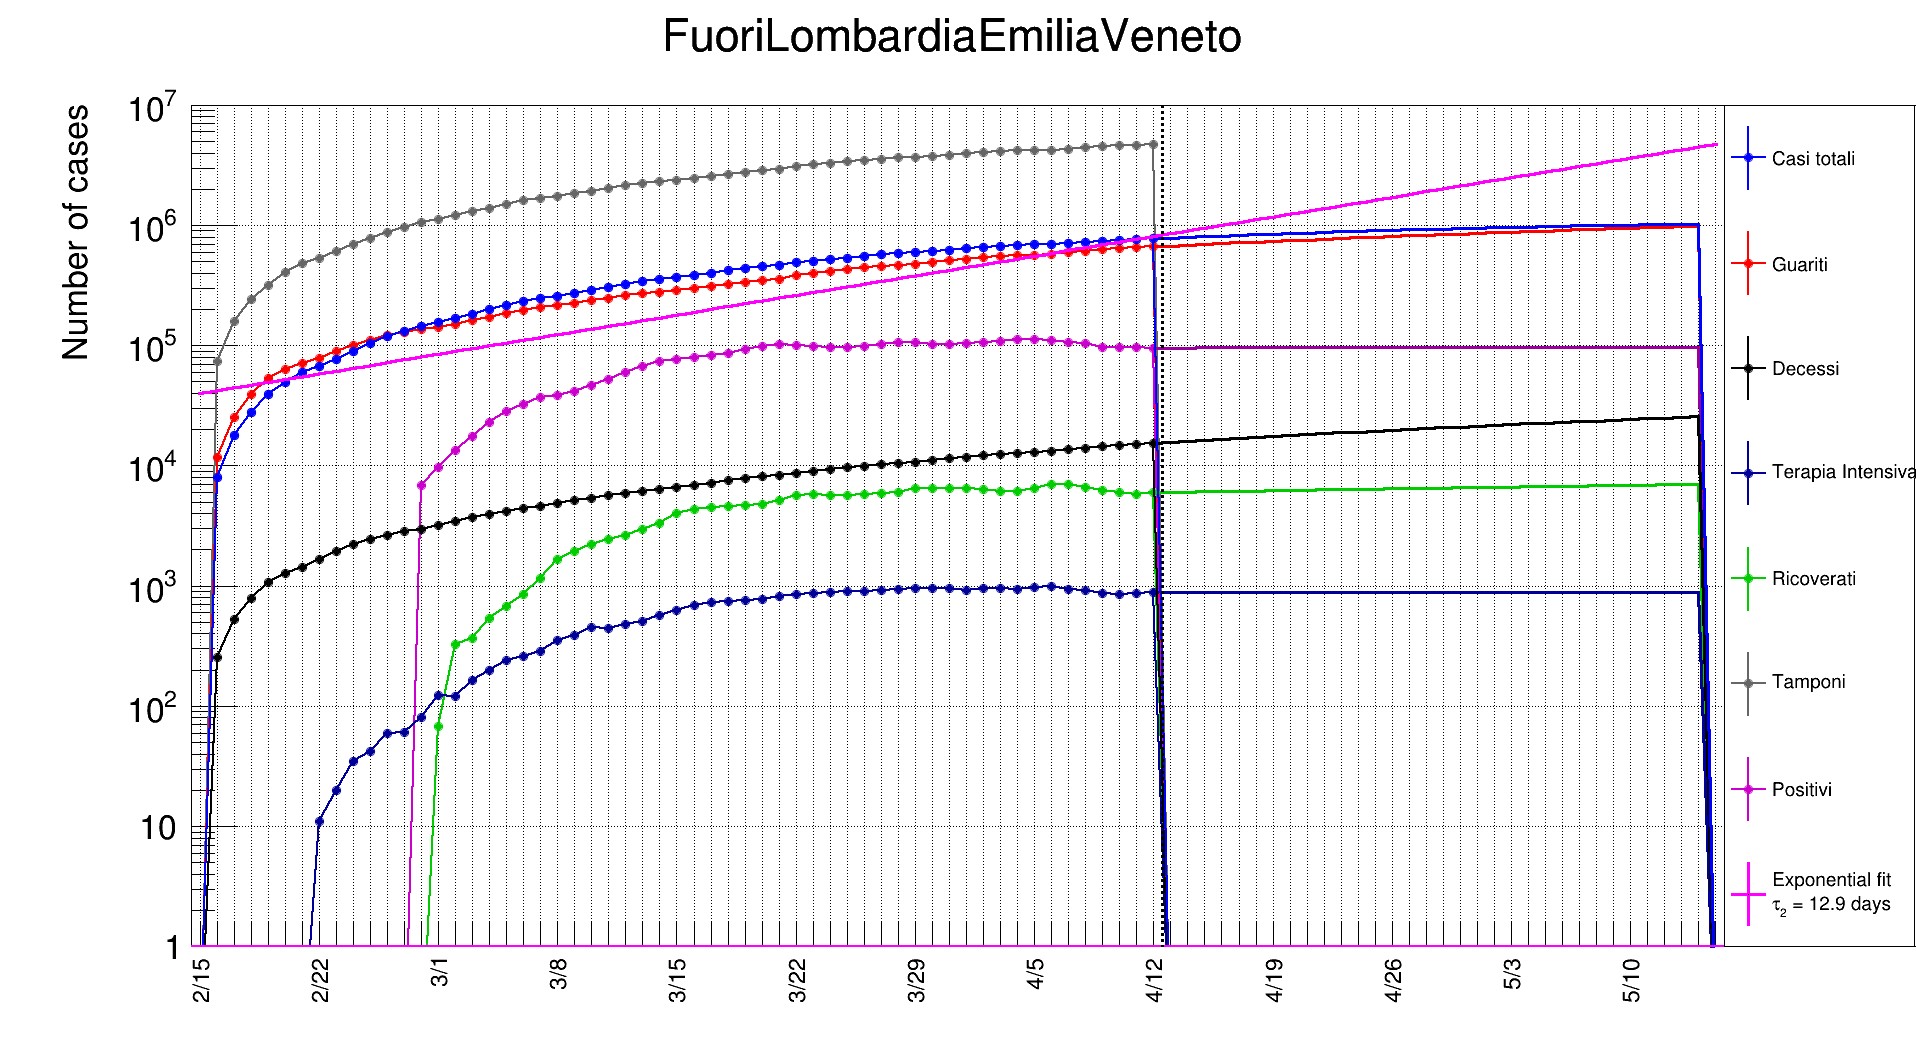 FuoriLombardiaEmiliaVeneto
Number of cases
10^7
10^6
10^5
10^4
10^3
10^2
10
1
2/15
2/22
3/1
3/8
3/15
3/22
3/29
4/5
4/12
4/19
4/26
5/3
5/10
Casi totali
Guariti
Decessi
Terapia Intensiva
Ricoverati
Tamponi
Positivi
Exponential fit
τ_2 = 12.9 days